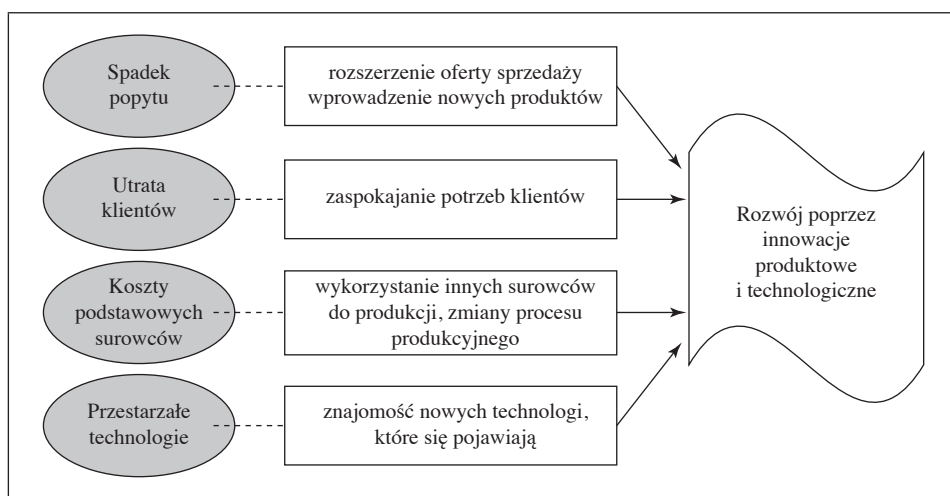 Spadek
popytu
rozszerzenie oferty sprzedaży
wprowadzenie nowych produktów
Utrata
klientów
zaspokajanie potrzeb klientów
Koszty
podstawowych
surowców
wykorzystanie innych surowców
do produkcji, zmiany procesu
produkcyjnego
Przestarzałe
technologie
znajomość nowych technologi,
które się pojawiają
Rozwój poprzez
innowacje
produktowe
i technologiczne